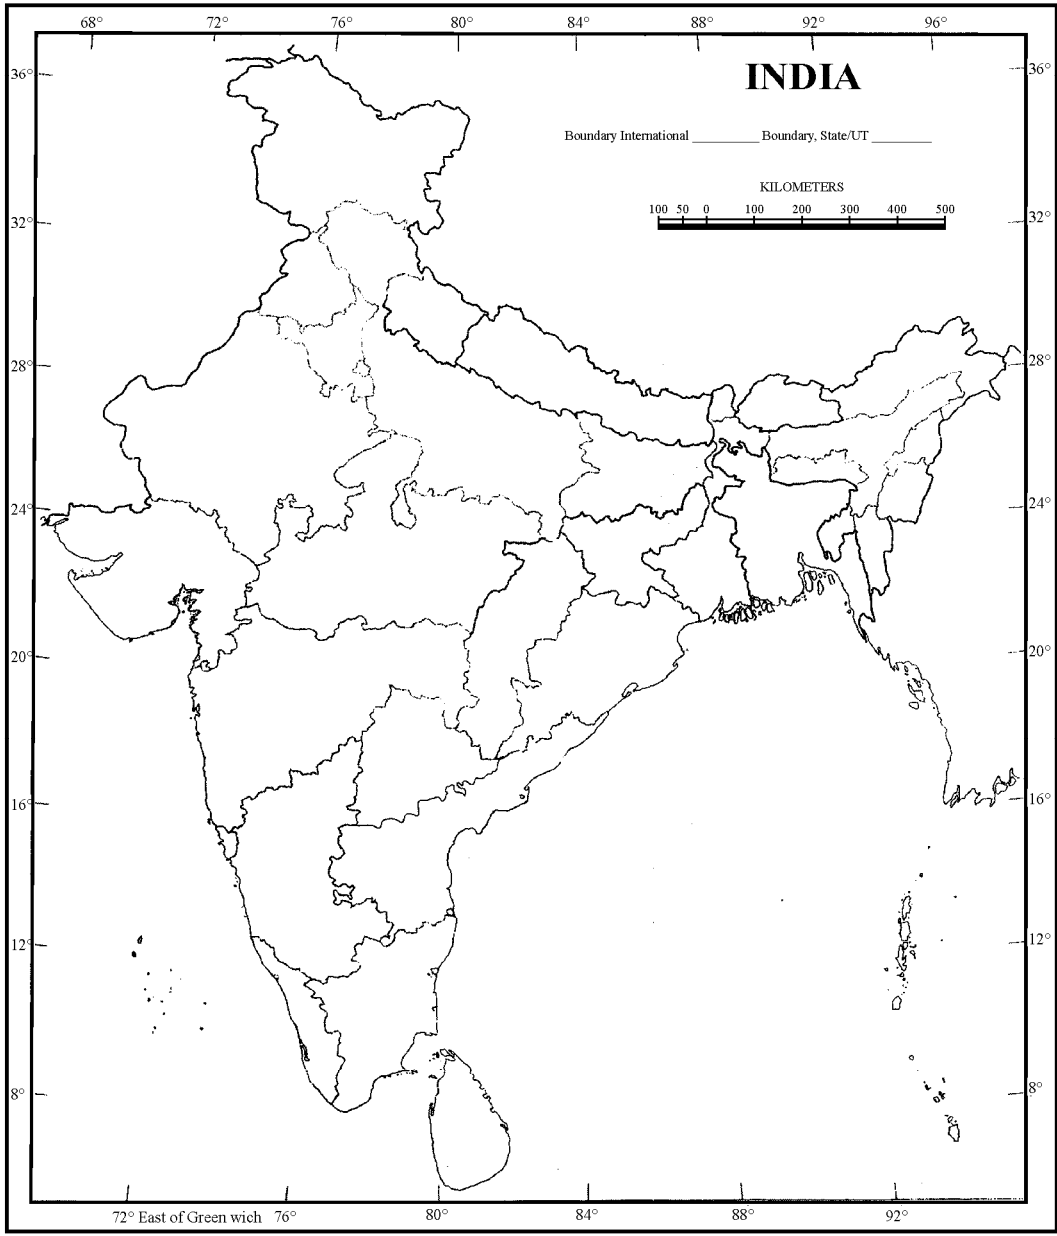 68° 72° 76° 80° 84° 88° 92° 96°
36° 36°
INDIA
Boundary International __________ Boundary, State/UT _________
KILOMETERS
100 50 0 100 200 300 400 500
32° 32°
28° 28°
24° 24°
20° 20°
16° 16°
12° 12°
8° 8°
72° East of Green wich 76° 80° 84° 88° 92°